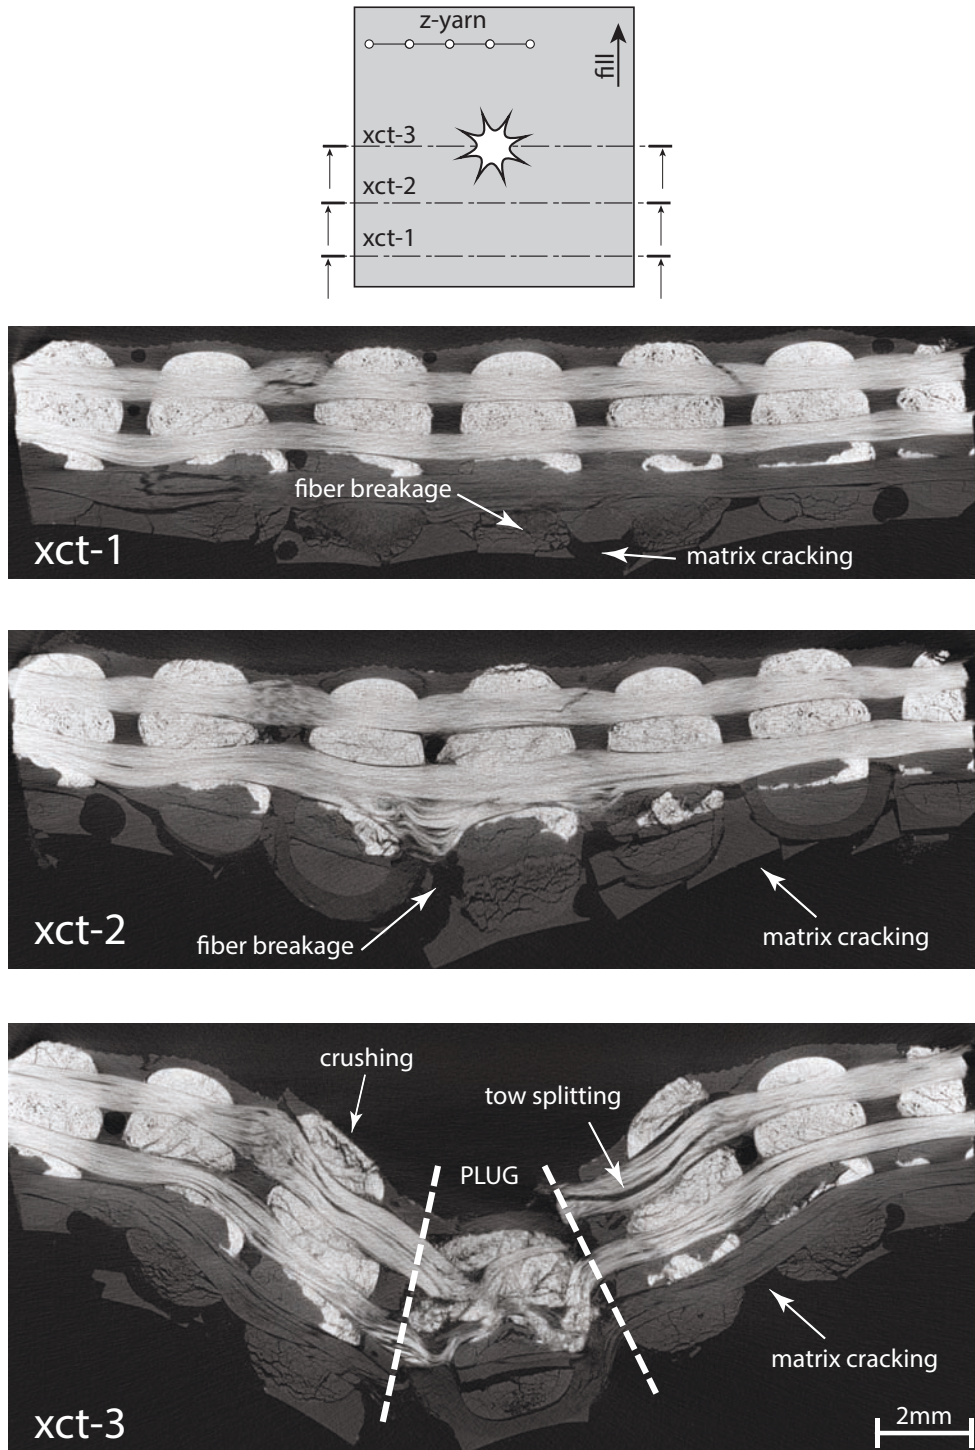 z-yarn
fill
xct-3
xct-2
xct-1
fiber breakage
matrix cracking
xct-1
fiber breakage
matrix cracking
xct-2
crushing
tow splitting
PLUG
matrix cracking
2mm
xct-3